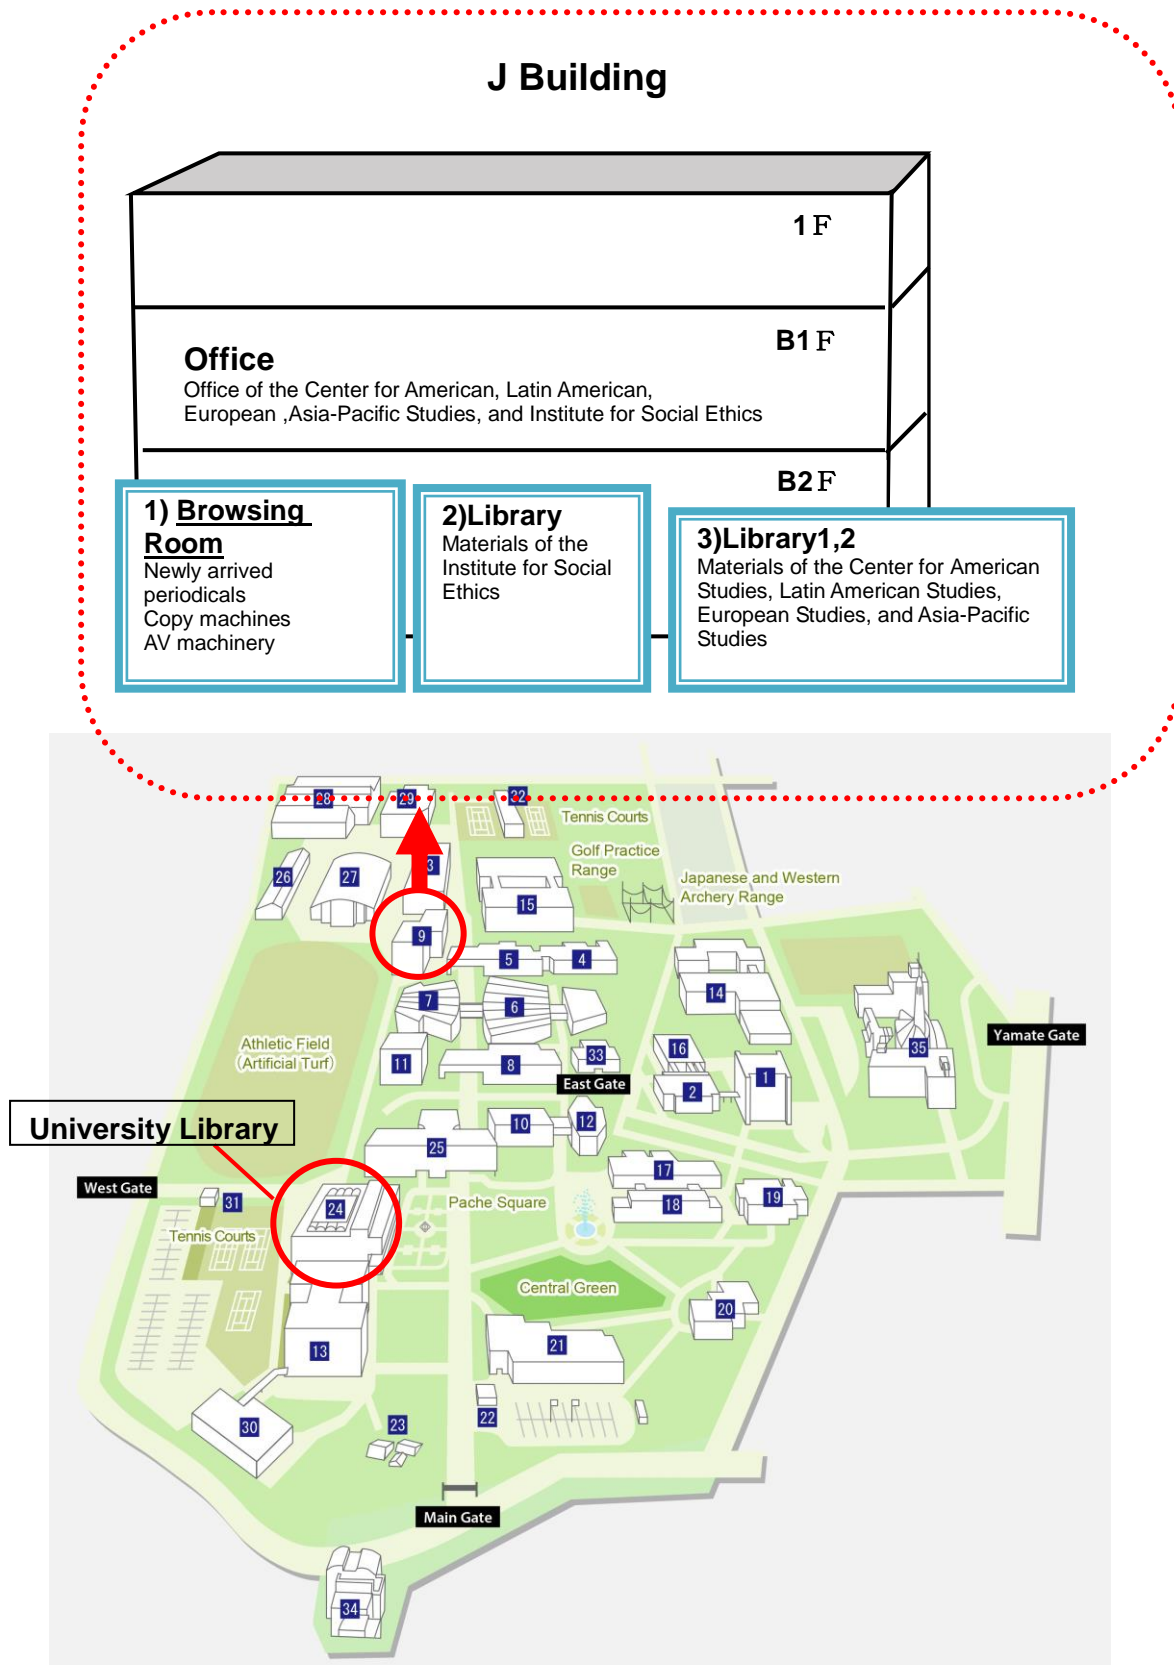 J Building
1F
B1F
Office
Office of the Center for American, Latin American,
European ,Asia-Pacific Studies, and Institute for Social Ethics
B2F
1) Browsing
Room
Newly arrived
periodicals
Copy machines
AV machinery
2)Library
Materials of the
Institute for Social
Ethics
3)Library1,2
Materials of the Center for American
Studies, Latin American Studies,
European Studies, and Asia-Pacific
Studies
28
29
32
Tennis Courts
Golf Practice
Range
Japanese and Western
Archery Range
26
27
3
15
9
5
4
14
7
6
Athletic Field
(Artificial Turf)
11
8
33
16
1
35
Yamate Gate
East Gate
2
University Library
25
10
12
17
West Gate
31
24
Pache Square
18
19
Tennis Courts
Central Green
20
13
21
30
23
22
Main Gate
34